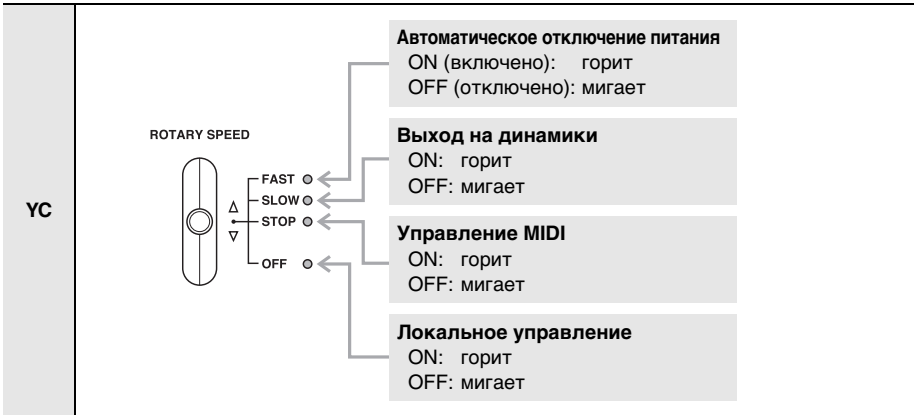 YC
ROTARY SPEED
FAST
SLOW
STOP
OFF
Автоматическое отключение питания
ON (включено): горит
OFF (отключено): мигает
Выход на динамики
ON: горит
OFF: мигает
Управление MIDI
ON: горит
OFF: мигает
Локальное управление
ON: горит
OFF: мигает